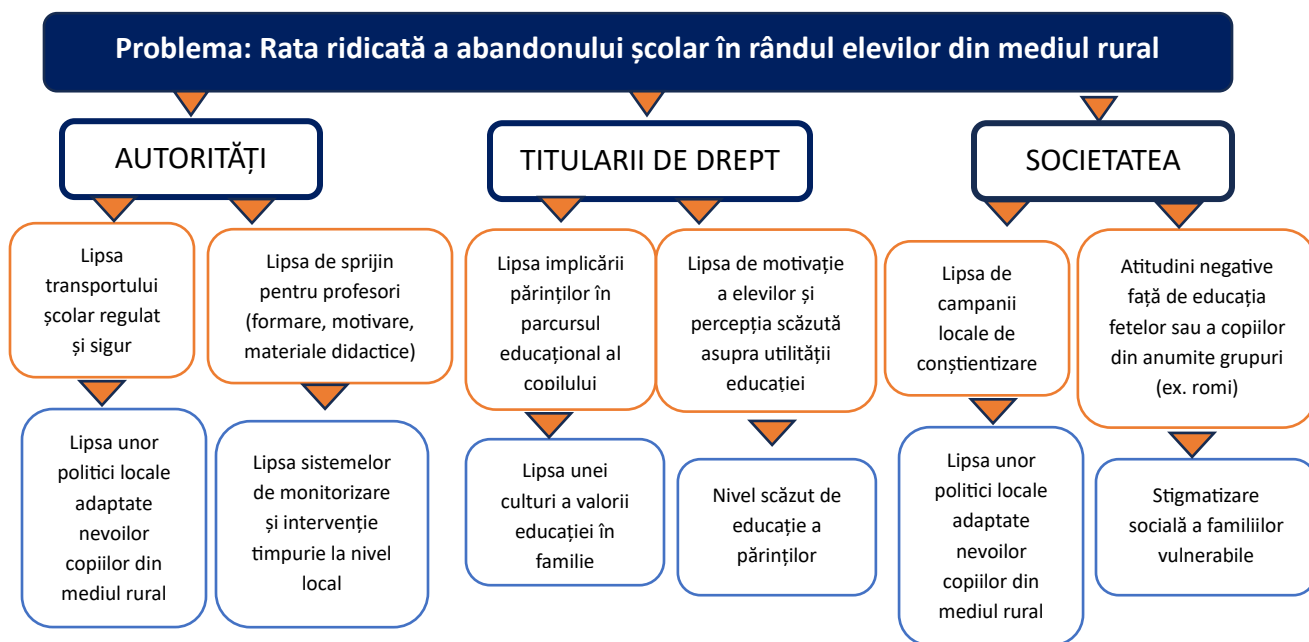 Problema: Rata ridicată a abandonului școlar în rândul elevilor din mediul rural
AUTORITĂȚI
TITULARII DE DREPT
SOCIETATEA
Lipsa
transportului
școlar regulat
și sigur
Lipsa de sprijin
pentru profesori
(formare, motivare,
materiale didactice)
Lipsa implicării
părinților în
parcursul
educațional al
copilului
Lipsa de motivație
a elevilor și
percepția scăzută
asupra utilității
educației
Lipsa de
campanii
locale de
conștientizare
Atitudini negative
față de educația
fetelor sau a copiilor
din anumite grupuri
(ex. romi)
Lipsa unor
politici locale
adaptate
nevoilor
copiilor din
mediul rural
Lipsa sistemelor
de monitorizare
și intervenție
timpurie la nivel
local
Lipsa unei
culturi a valorii
educației în
familie
Nivel scăzut de
educație a
părinților
Lipsa unor
politici locale
adaptate
nevoilor
copiilor din
mediul rural
Stigmatizare
socială a familiilor
vulnerabile